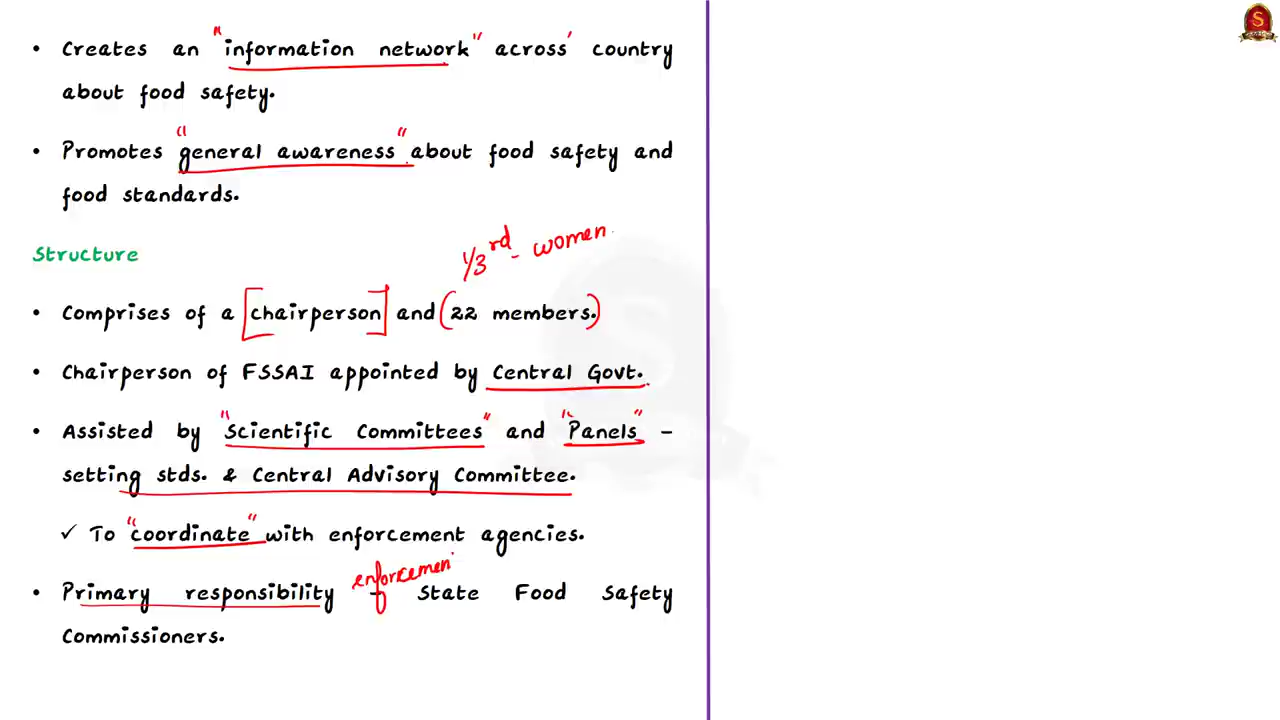 • Creates an "information network" across' country
about food safety.
• Promotes "general awareness" about food safety and
food standards.
Structure
1/3rd - women
• Comprises of a [chairperson] and (22 members.)
• Chairperson of FSSAI appointed by Central Govt.
• Assisted by "Scientific Committees" and "Panels" -
setting stds. & Central Advisory Committee.
✓ To "coordinate" with enforcement agencies.
enforcemen
• Primary responsibility - State Food Safety
Commissioners.
S